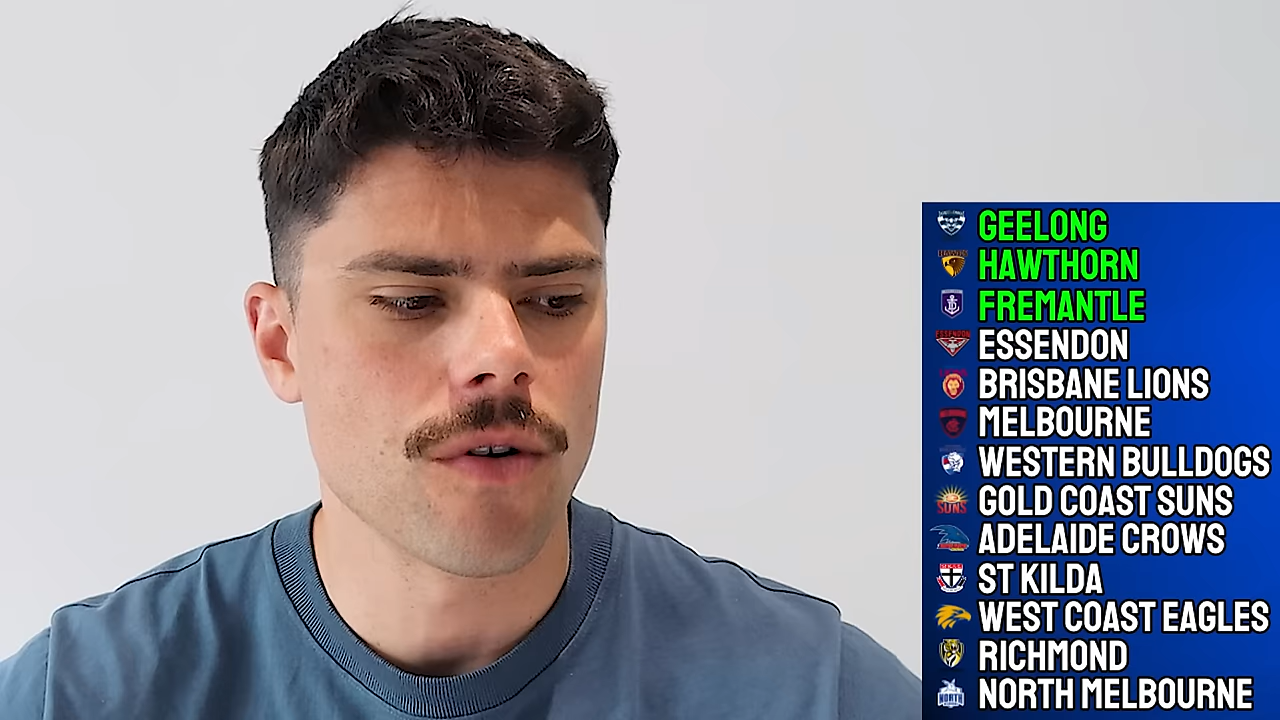 GEELONG
HAWTHORN
FREMANTLE
ESSENDON
BRISBANE LIONS
MELBOURNE
WESTERN BULLDOGS
GOLD COAST SUNS
ADELAIDE CROWS
ST KILDA
WEST COAST EAGLES
RICHMOND
NORTH MELBOURNE